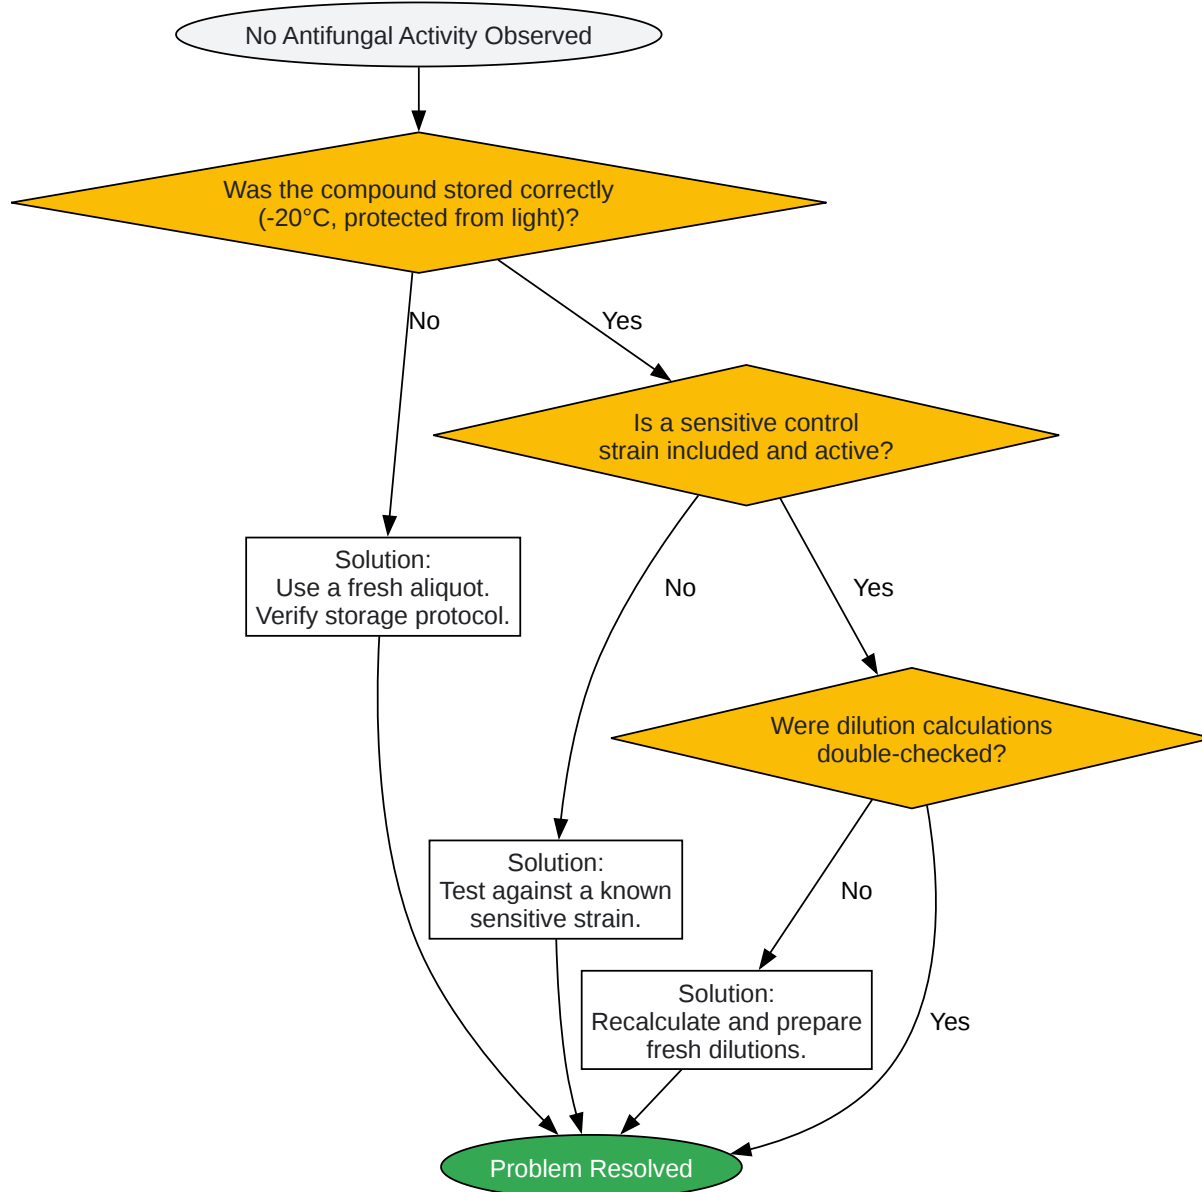 No Antifungal Activity Observed
Was the compound stored correctly
(-20°C, protected from light)?
No
Yes
Is a sensitive control
strain included and active?
Solution:
Use a fresh aliquot.
Verify storage protocol.
No
Yes
Were dilution calculations
double-checked?
Solution:
Test against a known
sensitive strain.
No
Solution:
Recalculate and prepare
fresh dilutions.
Yes
Problem Resolved